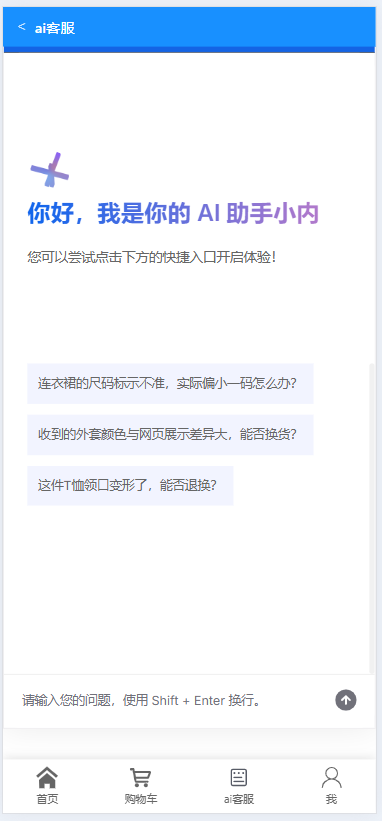 < ai客服
你好，我是你的 AI 助手小内
您可以尝试点击下方的快捷入口开启体验！
连衣裙的尺码标示不准，实际偏小一码怎么办？
收到的外套颜色与网页展示差异大，能否换货？
这件T恤领口变形了，能否退换？
请输入您的问题，使用 Shift + Enter 换行。
首页 购物车 ai客服 我